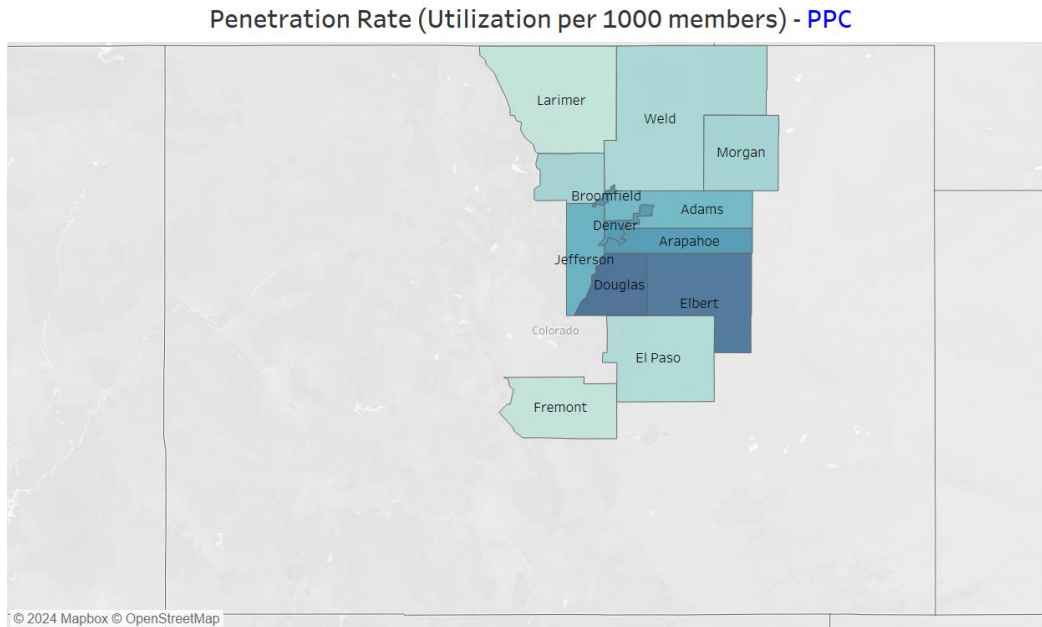 Penetration Rate (Utilization per 1000 members) - PPC
Larimer
Weld
Morgan
Broomfield
Adams
Denver
Arapahoe
Jefferson
Douglas
Elbert
Colorado
El Paso
Fremont
© 2024 Mapbox © OpenStreetMap